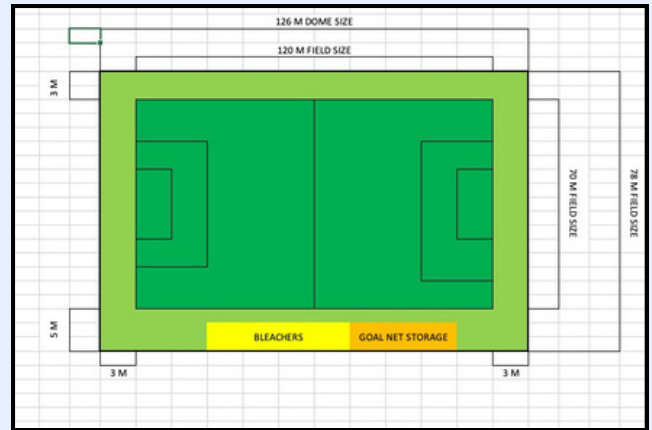 126 M DOME SIZE
120 M FIELD SIZE
3 M
70 M FIELD SIZE
78 M FIELD SIZE
5 M
BLEACHERS
GOAL NET STORAGE
3 M
3 M